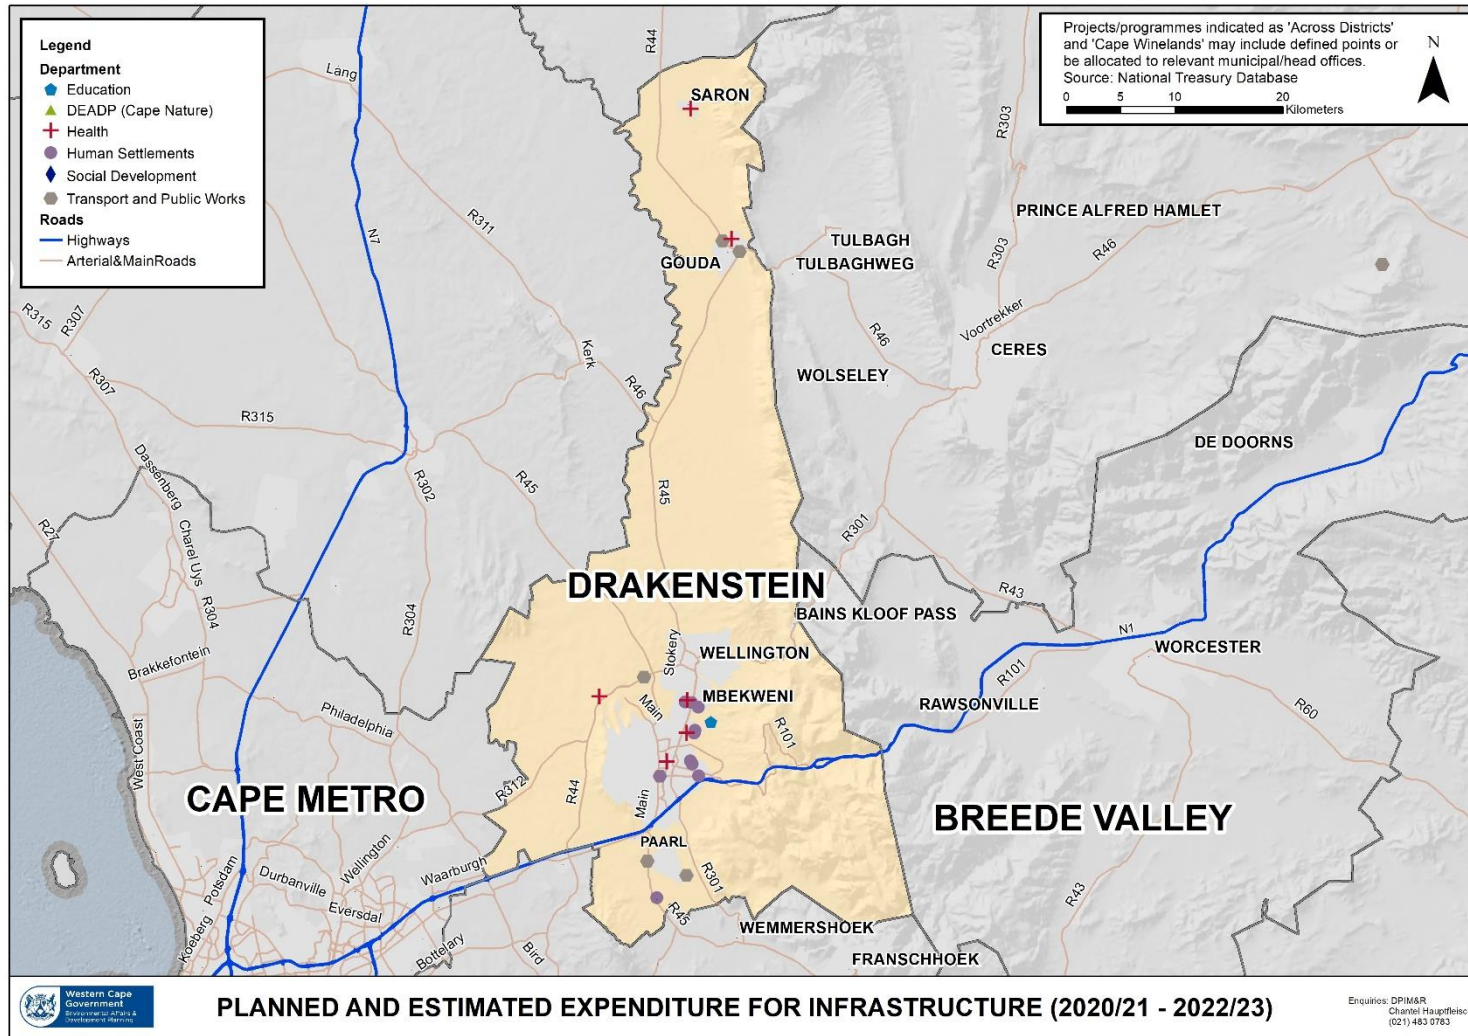 Legend
Department
Education
DEADP (Cape Nature)
Health
Human Settlements
Social Development
Transport and Public Works
Roads
Highways
Arterial&MainRoads
Projects/programmes indicated as 'Across Districts'
and 'Cape Winelands' may include defined points or
be allocated to relevant municipal/head offices.
Source: National Treasury Database
0 5 10 20
Kilometers
N
R44
Lang
SARON
R303
N7
R311
PRINCE ALFRED HAMLET
TULBAGH
GOUDA
TULBAGHWEG
R303
R46
R315
R307
Kerk
R46
Voortrekker
CERES
R307
R46
WOLSELEY
R315
DE DOORNS
Dassenberg
R302
R45
R45
R27
Charel Uys
R301
R304
R304
DRAKENSTEIN
R43
BAINS KLOOF PASS
N1
Brakkefontein
Stokery
WELLINGTON
WORCESTER
R101
Main
MBEKWENI
RAWSONVILLE
R60
Philadelphia
R101
West Coast
CAPE METRO
R312
R44
Main
BREEDE VALLEY
PAARL
Wellington
Waarburgh
R301
Potsdam
Durbanville
Eversdal
R45
R43
Koeberg
Bottelary
Bird
WEMMERSHOEK
FRANSCHHOEK
Western Cape
Government
Environmental Affairs &
Development Planning
PLANNED AND ESTIMATED EXPENDITURE FOR INFRASTRUCTURE (2020/21 - 2022/23)
Enquiries: DPIM&R
Chantel Hauptfleisc
(021) 483 0783